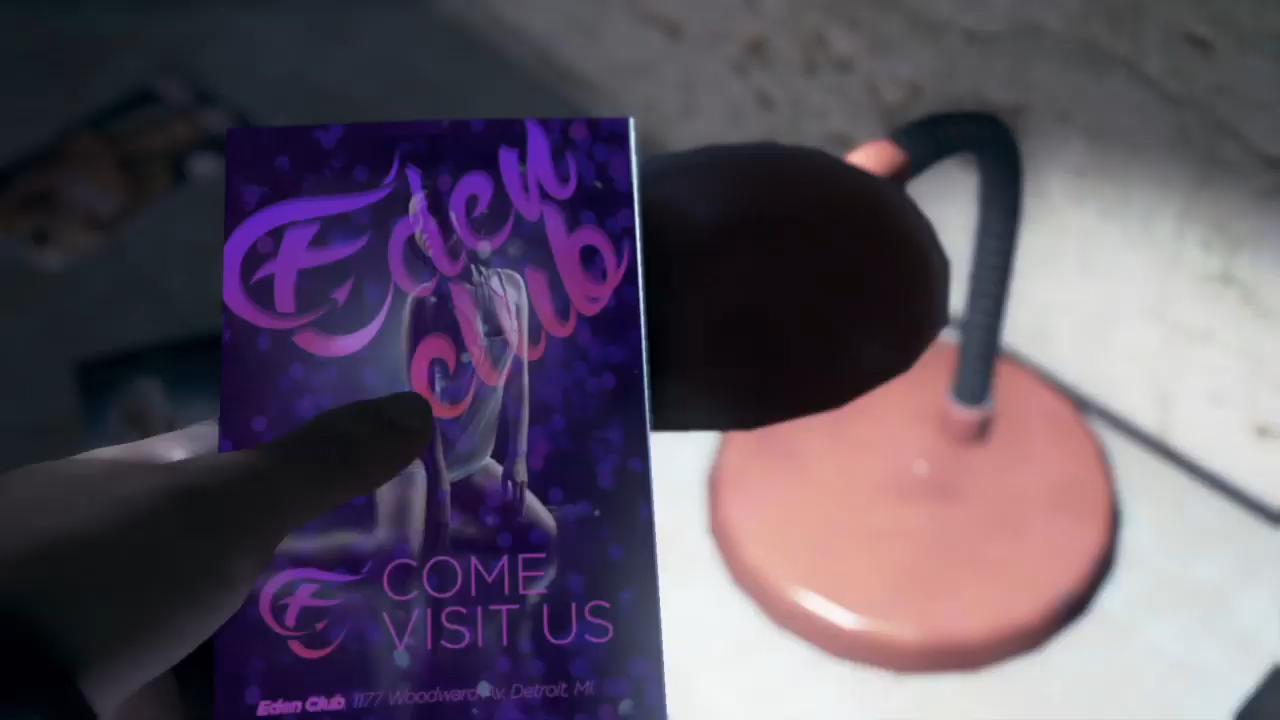 Eden
club
COME
VISIT US
Eden Club 1177 Woodward Av, Detroit, MI